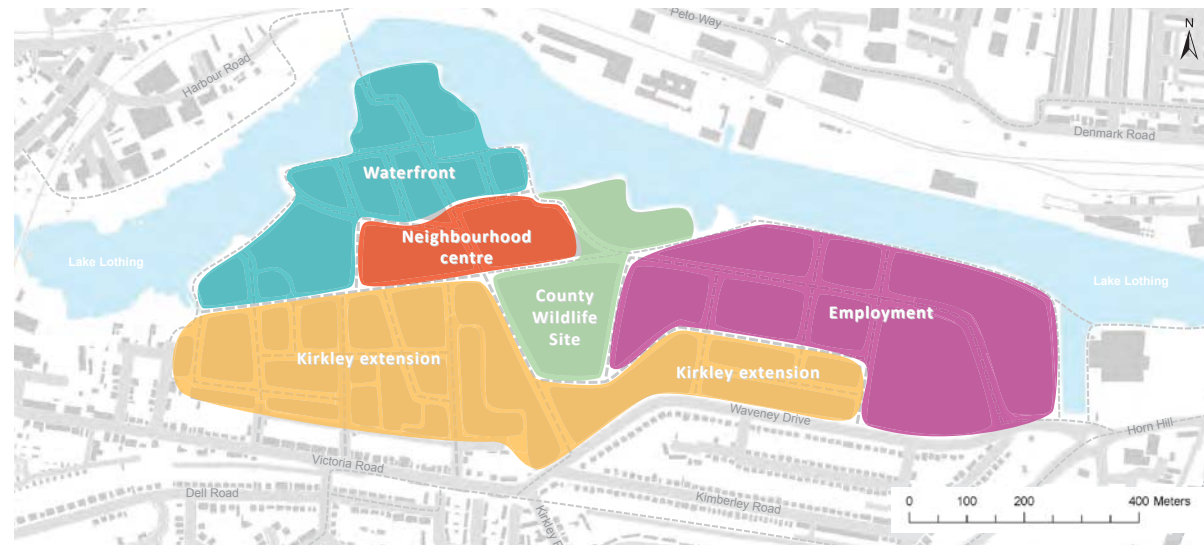 Peto Way
N
Harbour Road
Denmark Road
Waterfront
Neighbourhood
centre
Lake Lothing
Lake Lothing
County
Wildlife
Site
Employment
Kirkley extension
Kirkley extension
Waveney Drive
Horn Hill
Victoria Road
Dell Road
Kimberley Road
0 100 200 400 Meters